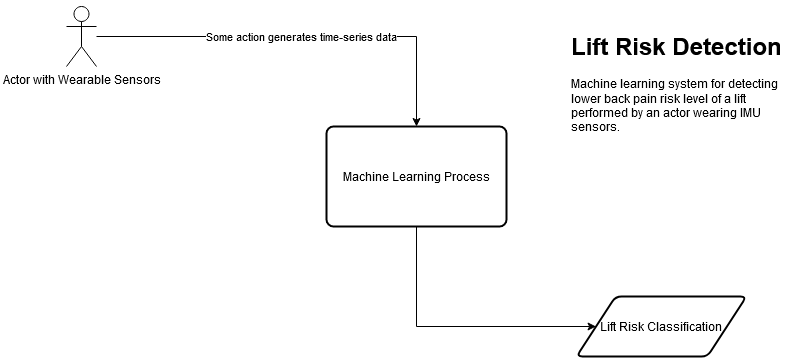 Some action generates time-series data
Actor with Wearable Sensors
Lift Risk Detection
Machine learning system for detecting
lower back pain risk level of a lift
performed by an actor wearing IMU
sensors.
Machine Learning Process
Lift Risk Classification